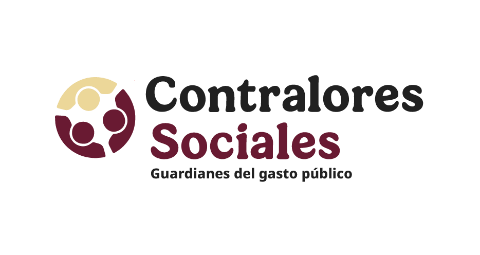 Contralores
Sociales
Guardianes del gasto público